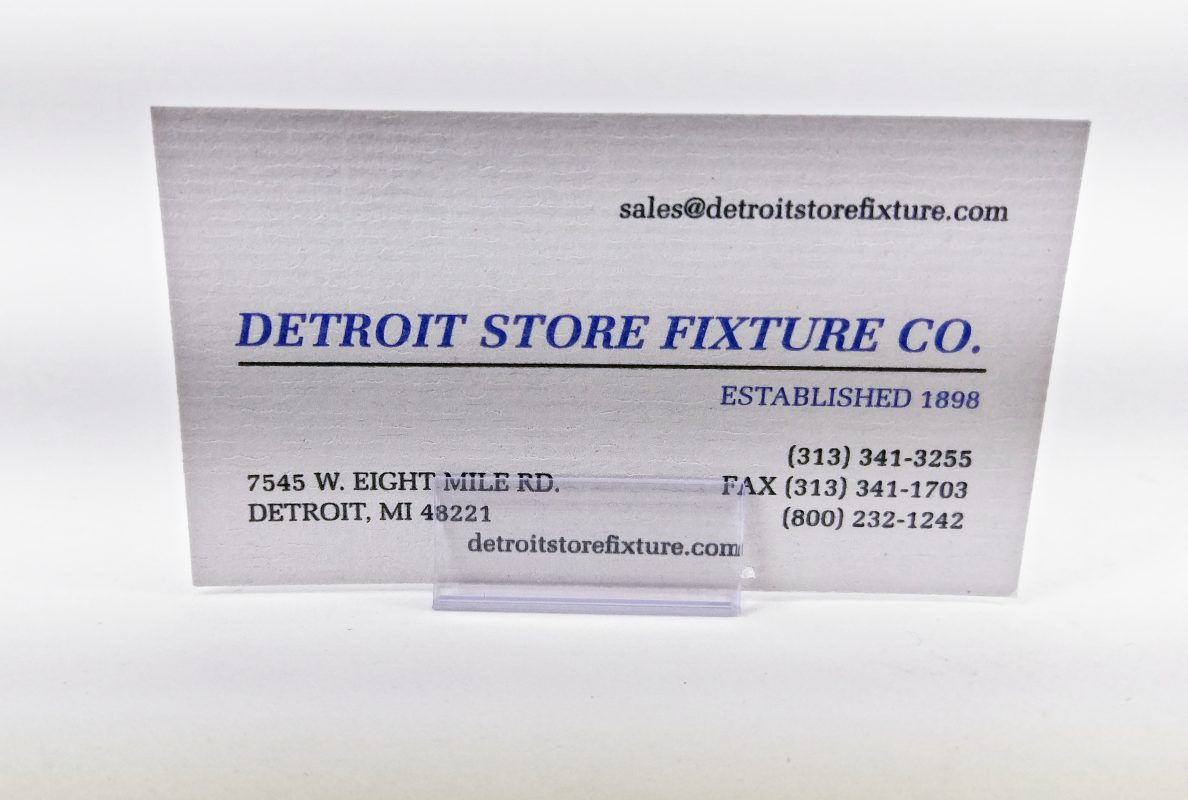 sales@detroitstorefixture.com
DETROIT STORE FIXTURE CO.
ESTABLISHED 1898
7545 W. EIGHT MILE RD.
DETROIT, MI 48221
(313) 341-3255
FAX (313) 341-1703
(800) 232-1242
detroitstorefixture.com